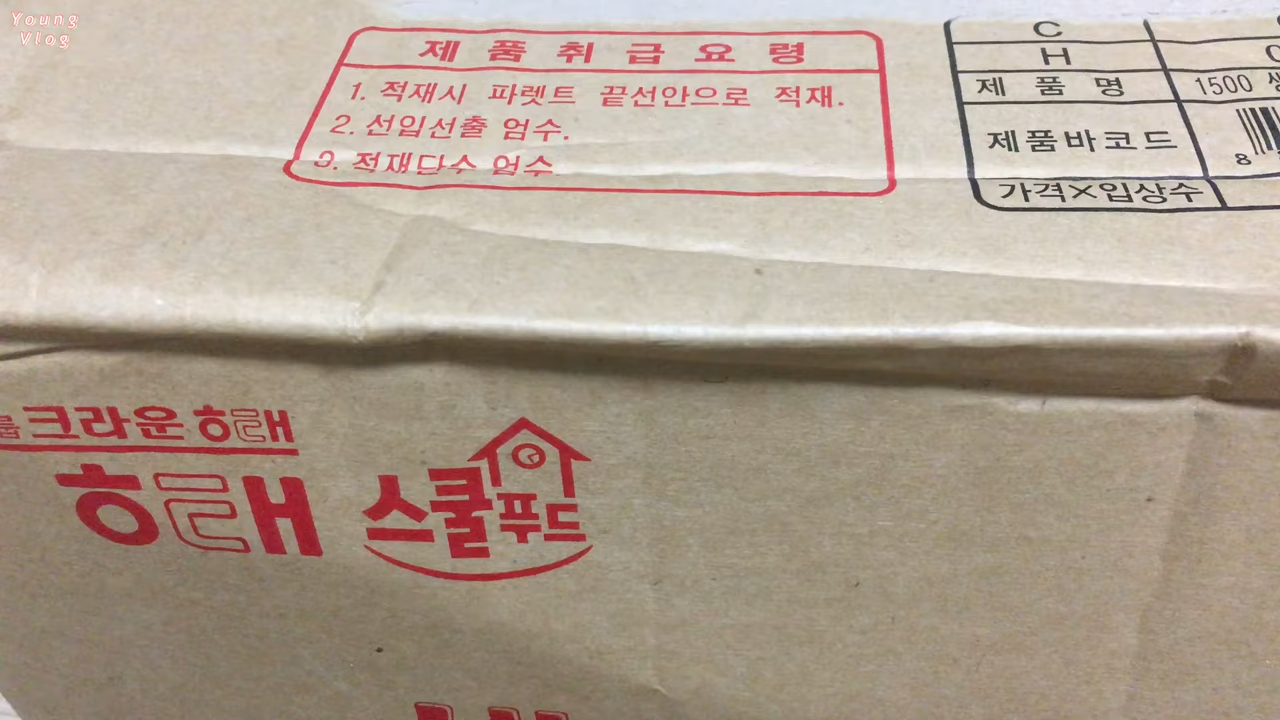 Young
Vlog
제품취급요령
1. 적재시 파렛트 끝선안으로 적재.
2. 선입선출 엄수.
3. 적재단수 엄수
C
H
제품명
1500
제품바코드
8
가격×입상수
크라운해태
해태
스쿨푸드